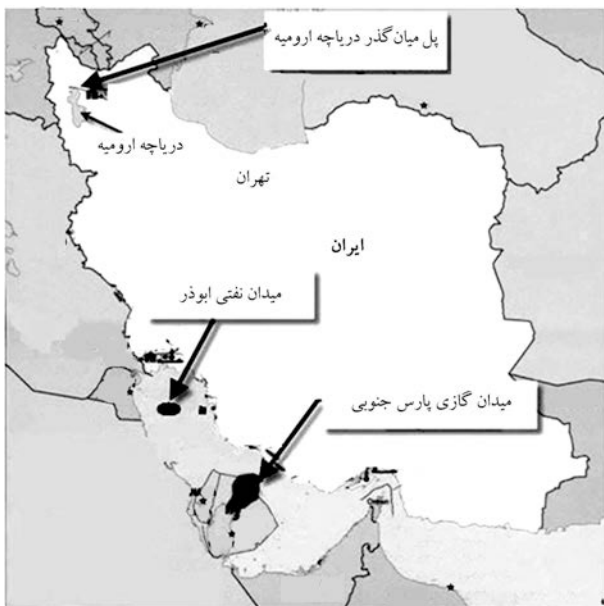 پل میان‌گذر دریاچه ارومیه
دریاچه ارومیه
تهران
ایران
میدان نفتی ابوذر
میدان گازی پارس جنوبی